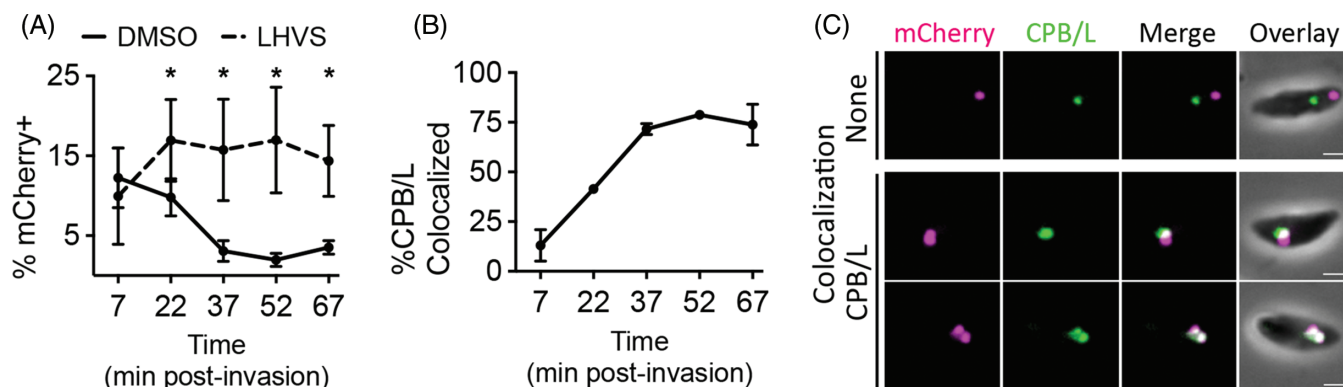 (A)
DMSO
LHVS
* * * *
% mCherry+
25
15
5
7 22 37 52 67
Time
(min post-invasion)
(B)
%CPB/L
Colocalized
100
75
50
25
0
7 22 37 52 67
Time
(min post-invasion)
(C)
mCherry CPB/L Merge Overlay
None
Colocalization
CPB/L